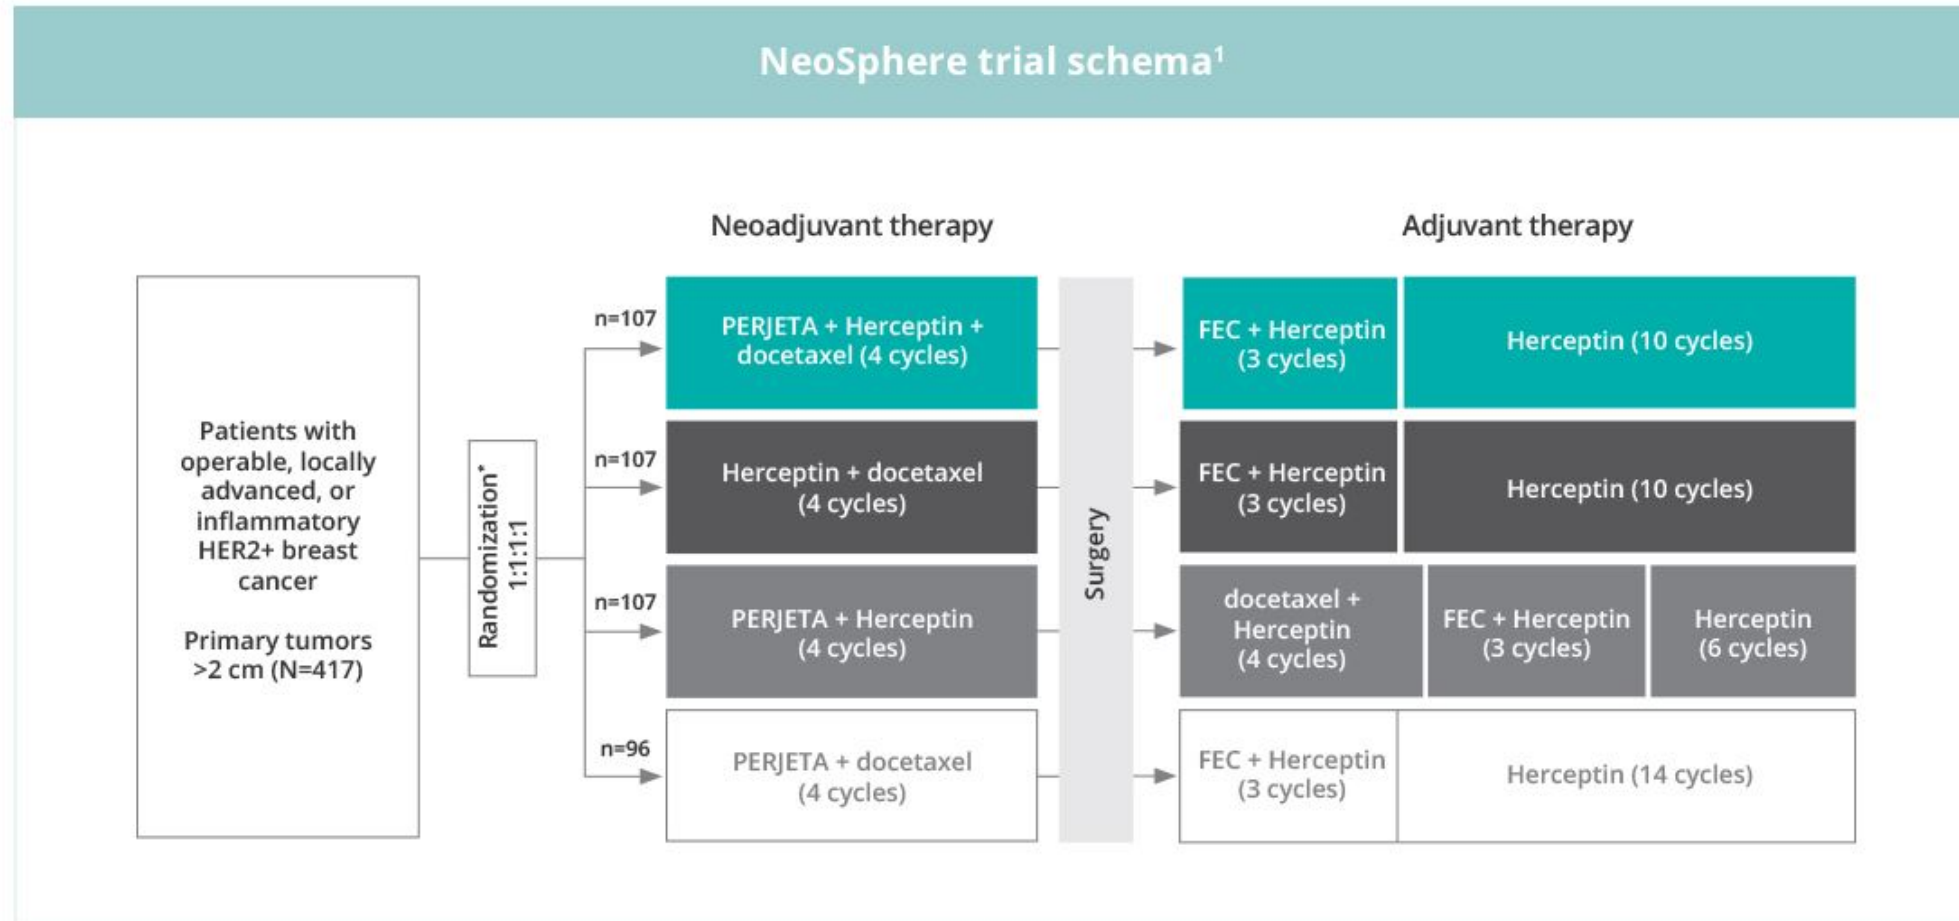 NeoSphere trial schema¹
Neoadjuvant therapy
Adjuvant therapy
Patients with
operable, locally
advanced, or
inflammatory
HER2+ breast
cancer
Primary tumors
>2 cm (N=417)
Randomization*
1:1:1:1
n=107
PERJETA + Herceptin +
docetaxel (4 cycles)
FEC + Herceptin
(3 cycles)
Herceptin (10 cycles)
n=107
Herceptin + docetaxel
(4 cycles)
FEC + Herceptin
(3 cycles)
Herceptin (10 cycles)
n=107
PERJETA + Herceptin
(4 cycles)
docetaxel +
Herceptin
(4 cycles)
FEC + Herceptin
(3 cycles)
Herceptin
(6 cycles)
n=96
PERJETA + docetaxel
(4 cycles)
FEC + Herceptin
(3 cycles)
Herceptin (14 cycles)
Surgery